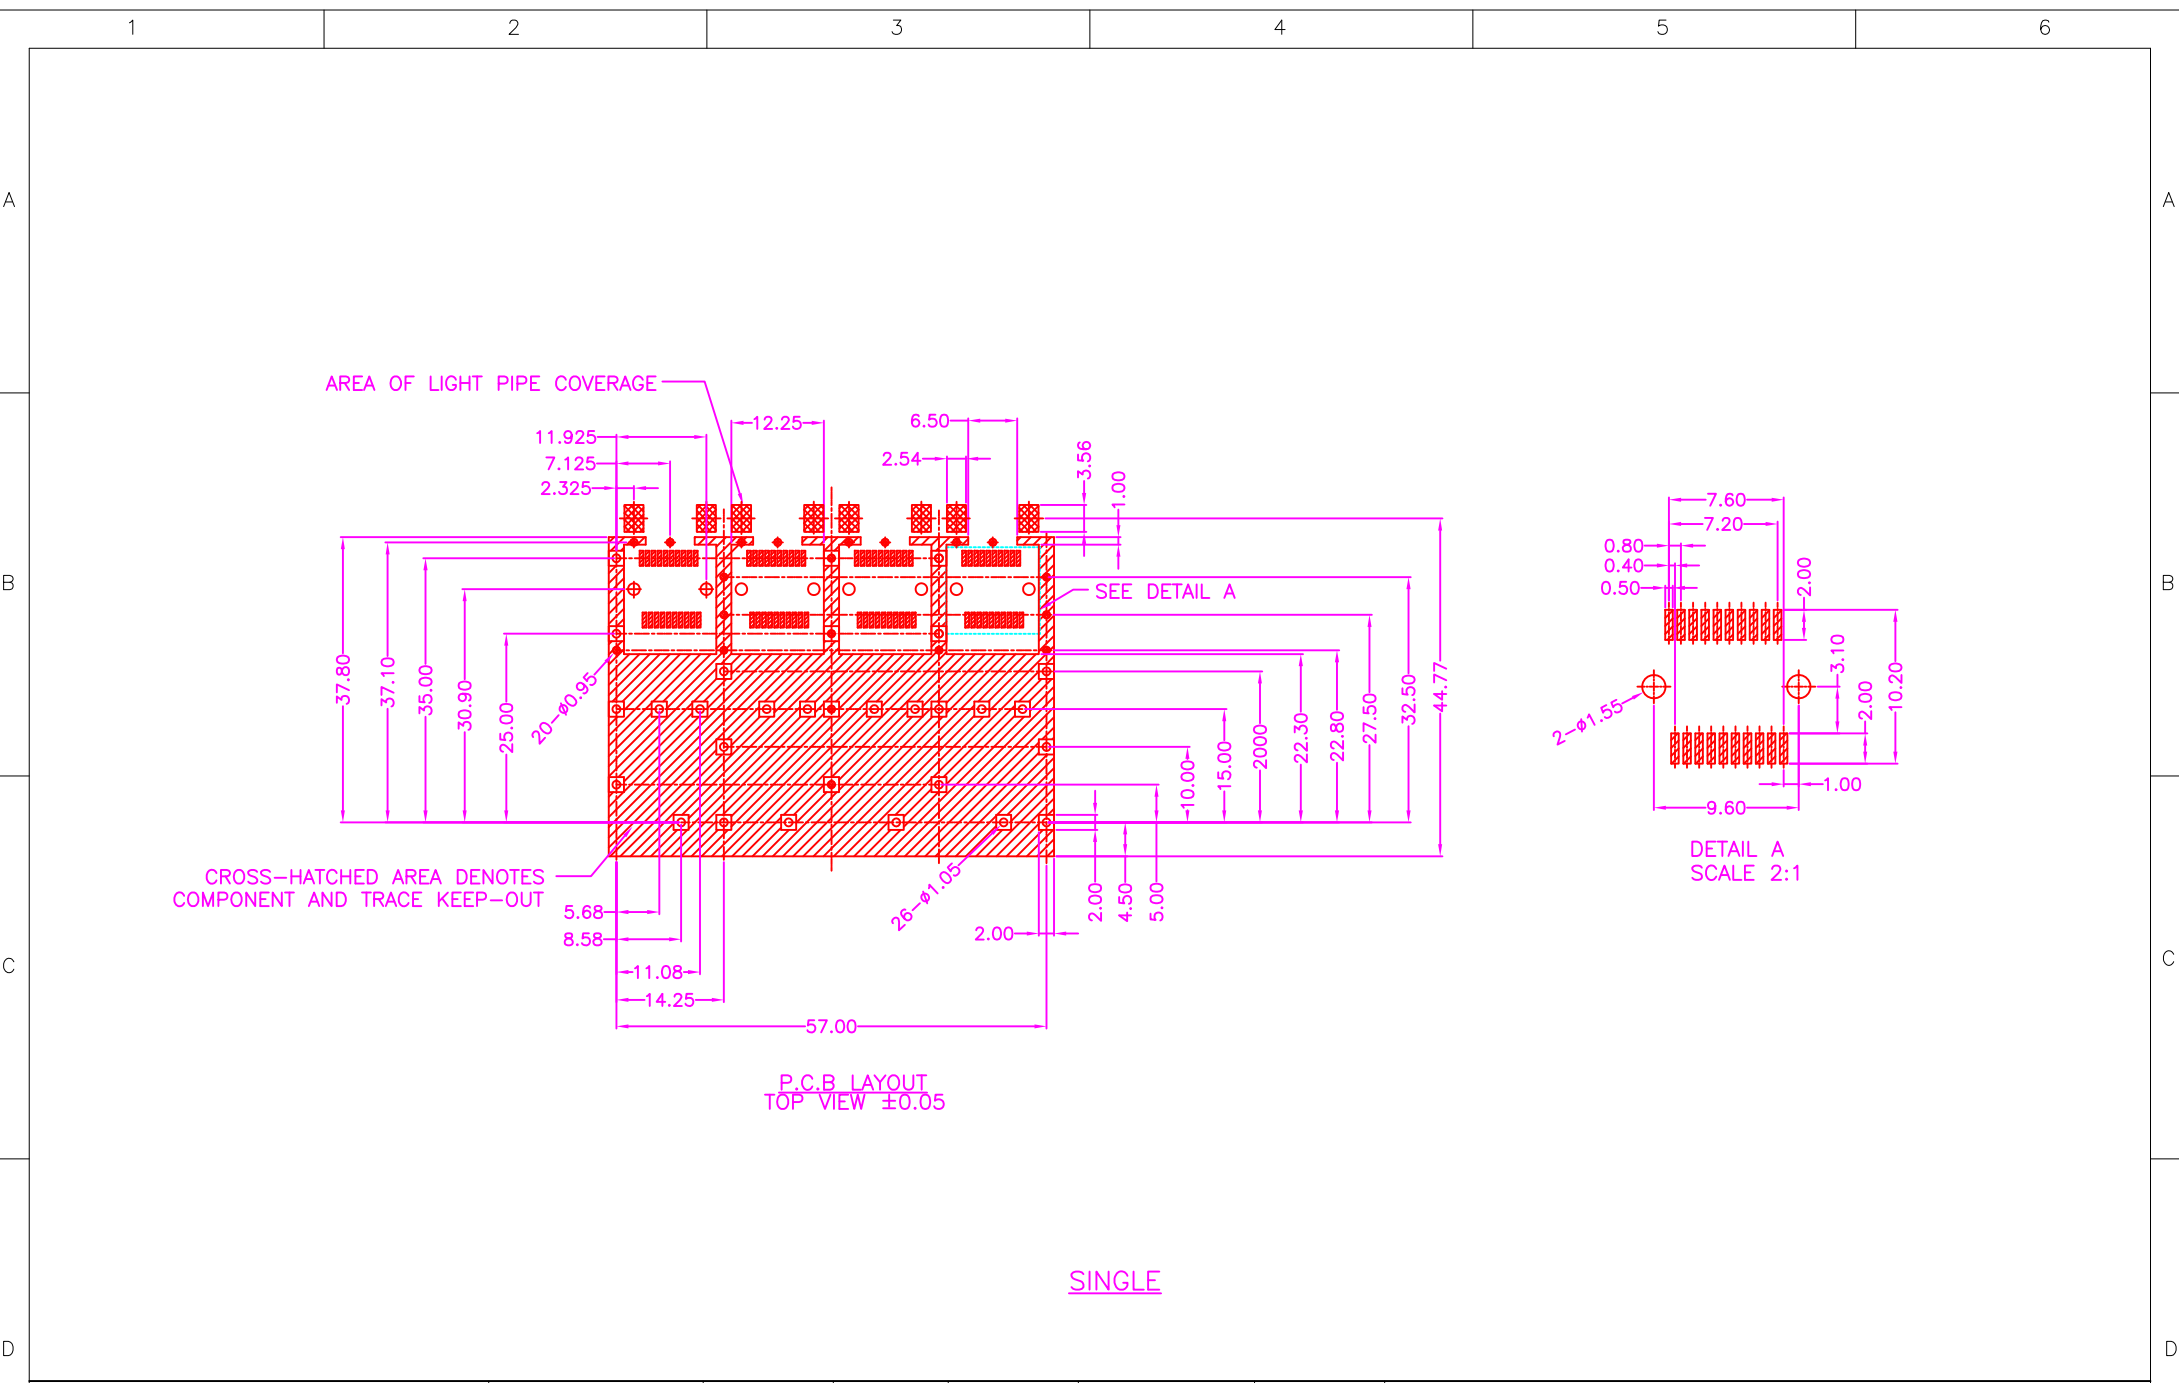 1 2 3 4 5 6
A A
AREA OF LIGHT PIPE COVERAGE
11.925 12.25 6.50
7.125 2.54 3.56
2.325 1.00
7.60
7.20
0.80
0.40
0.50 2.00
B B
SEE DETAIL A
37.80 37.10 35.00 30.90 25.00
20-ø0.95
10.00 15.00 2000 22.30 22.80 27.50 32.50 44.77
3.10
2.00 10.20
2-ø1.55
1.00
9.60
DETAIL A
SCALE 2:1
CROSS-HATCHED AREA DENOTES
COMPONENT AND TRACE KEEP-OUT
5.68
8.58
26-ø1.05
2.00 4.50 5.00
2.00
C C
11.08
14.25
57.00
P.C.B LAYOUT
TOP VIEW ±0.05
SINGLE
D D